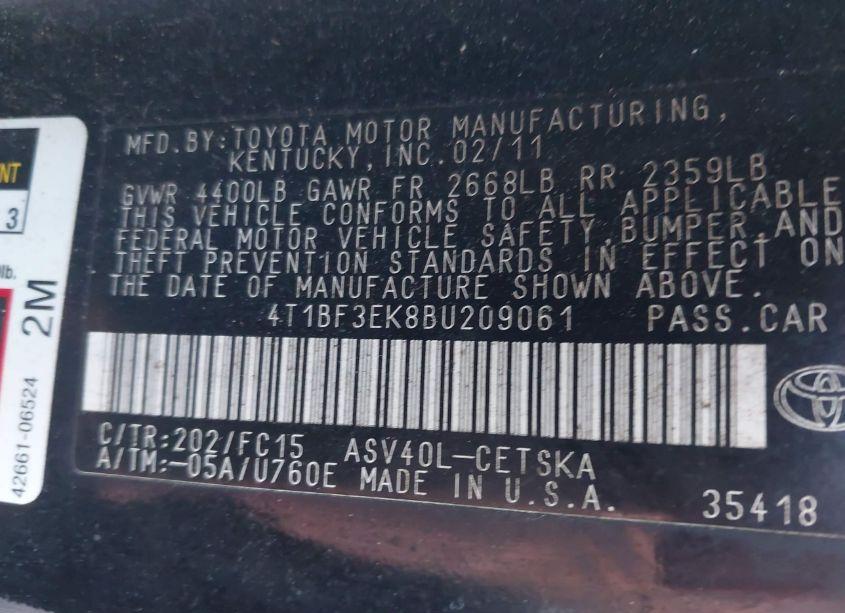 MFD.BY:TOYOTA MOTOR MANUFACTURING,
KENTUCKY,INC.02/11
GVWR 4400LB GAWR FR 2668LB RR 2359LB
THIS VEHICLE CONFORMS TO ALL APPLICABLE
FEDERAL MOTOR VEHICLE SAFETY,BUMPER,AND
THEFT PREVENTION STANDARDS IN EFFECT ON
THE DATE OF MANUFACTURE SHOWN ABOVE.
4T1BF3EK8BU209061 PASS.CAR
C/TR:202/FC15 ASV40L-CETSKA
A/TM:-05A/U760E MADE IN U.S.A.
35418
3
lb.
2M
42661-06524